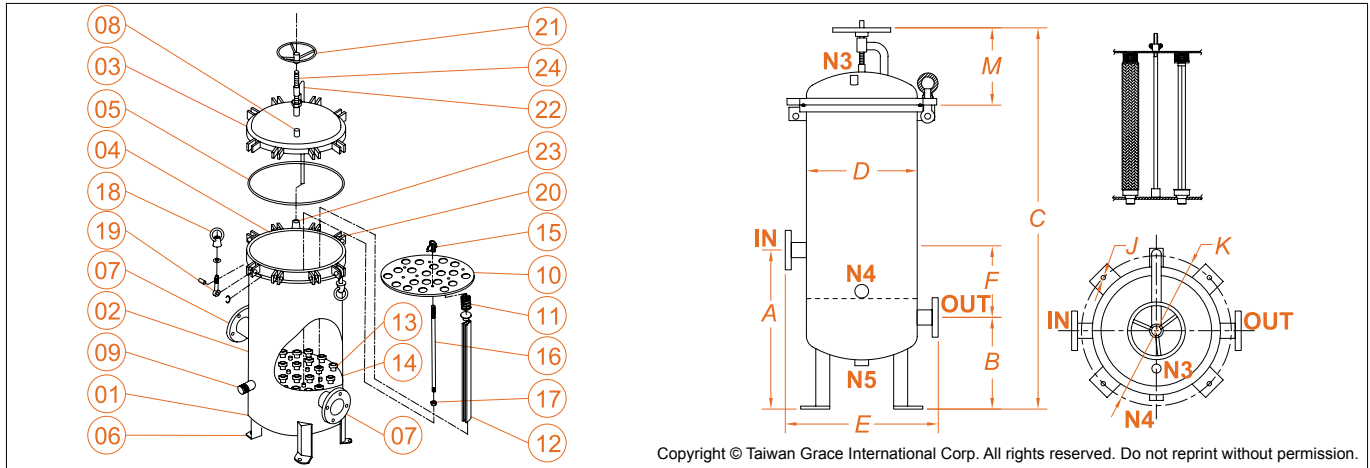 08
03
05
04
18
19
07
02
09
01
06
21
24
22
23
20
15
10
11
13
14
16
17
12
07
N3
M
D
C
IN
N4
F
A
OUT
B
N5
E
J
K
IN
OUT
N3
N4
Copyright © Taiwan Grace International Corp. All rights reserved. Do not reprint without permission.